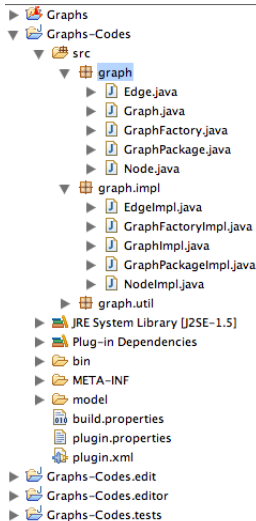 Graphs
Graphs-Codes
src
graph
Edge.java
Graph.java
GraphFactory.java
GraphPackage.java
Node.java
graph.impl
EdgeImpl.java
GraphFactoryImpl.java
GraphImpl.java
GraphPackageImpl.java
NodeImpl.java
graph.util
JRE System Library [J2SE-1.5]
Plug-in Dependencies
bin
META-INF
model
build.properties
plugin.properties
plugin.xml
Graphs-Codes.edit
Graphs-Codes.editor
Graphs-Codes.tests